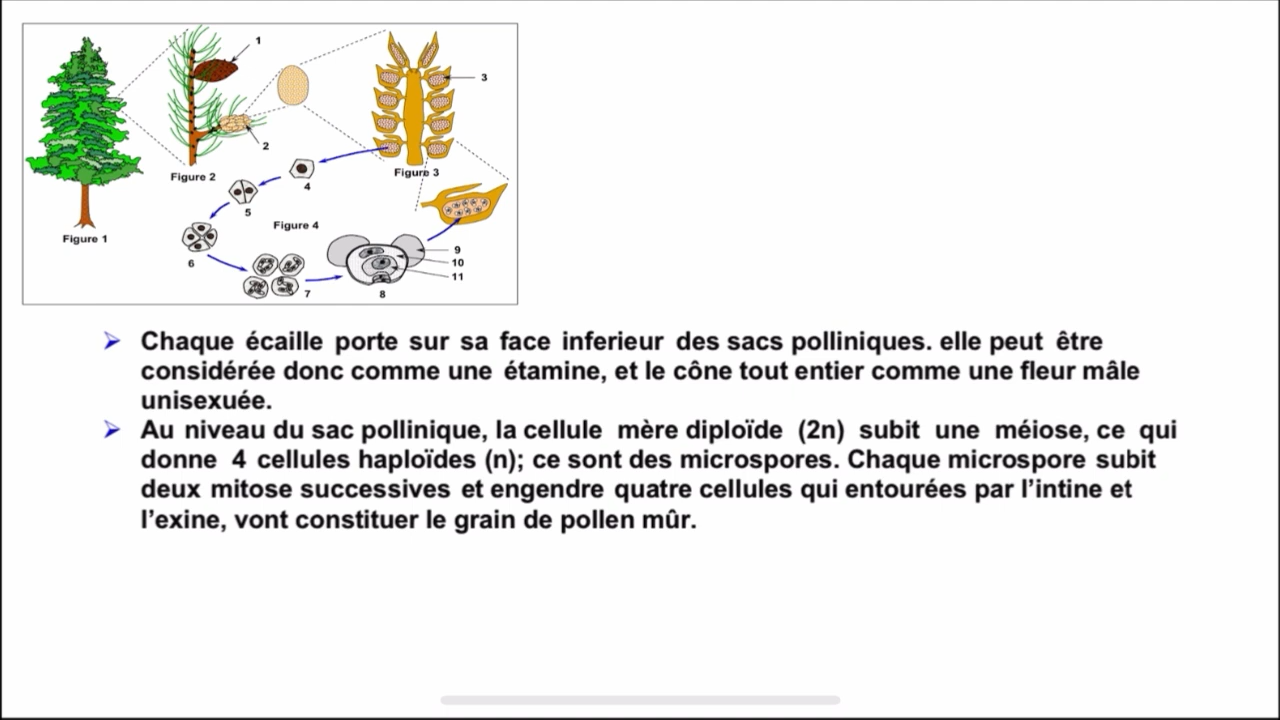 1
3
2
Figure 2
Figure 3
4
5
Figure 4
Figure 1
9
6
10
11
7
8
Chaque écaille porte sur sa face inferieur des sacs polliniques. elle peut être
considérée donc comme une étamine, et le cône tout entier comme une fleur mâle
unisexuée.
Au niveau du sac pollinique, la cellule mère diploïde (2n) subit une méiose, ce qui
donne 4 cellules haploïdes (n); ce sont des microspores. Chaque microspore subit
deux mitose successives et engendre quatre cellules qui entourées par l'intine et
l'exine, vont constituer le grain de pollen mûr.